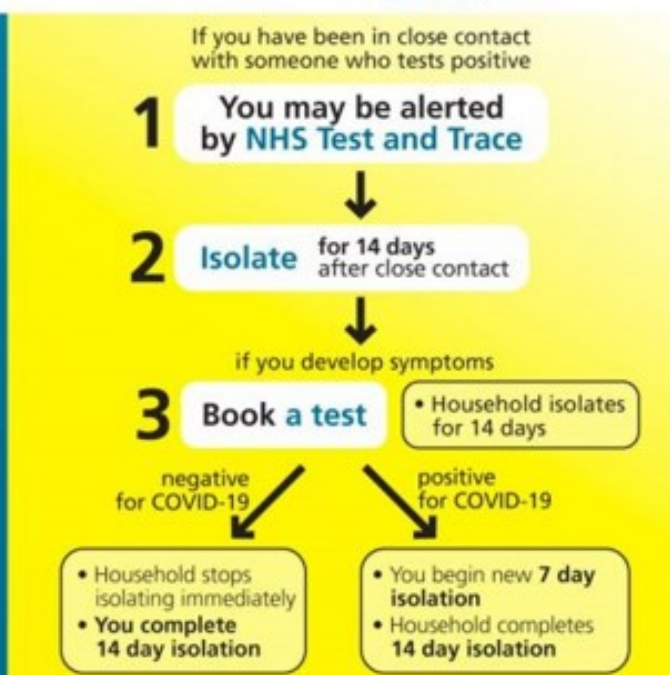 If you have been in close contact
with someone who tests positive
1
You may be alerted
by NHS Test and Trace
2
Isolate for 14 days
after close contact
if you develop symptoms
3
Book a test
• Household isolates
for 14 days
negative
for COVID-19
positive
for COVID-19
• Household stops
isolating immediately
• You complete
14 day isolation
• You begin new 7 day
isolation
• Household completes
14 day isolation